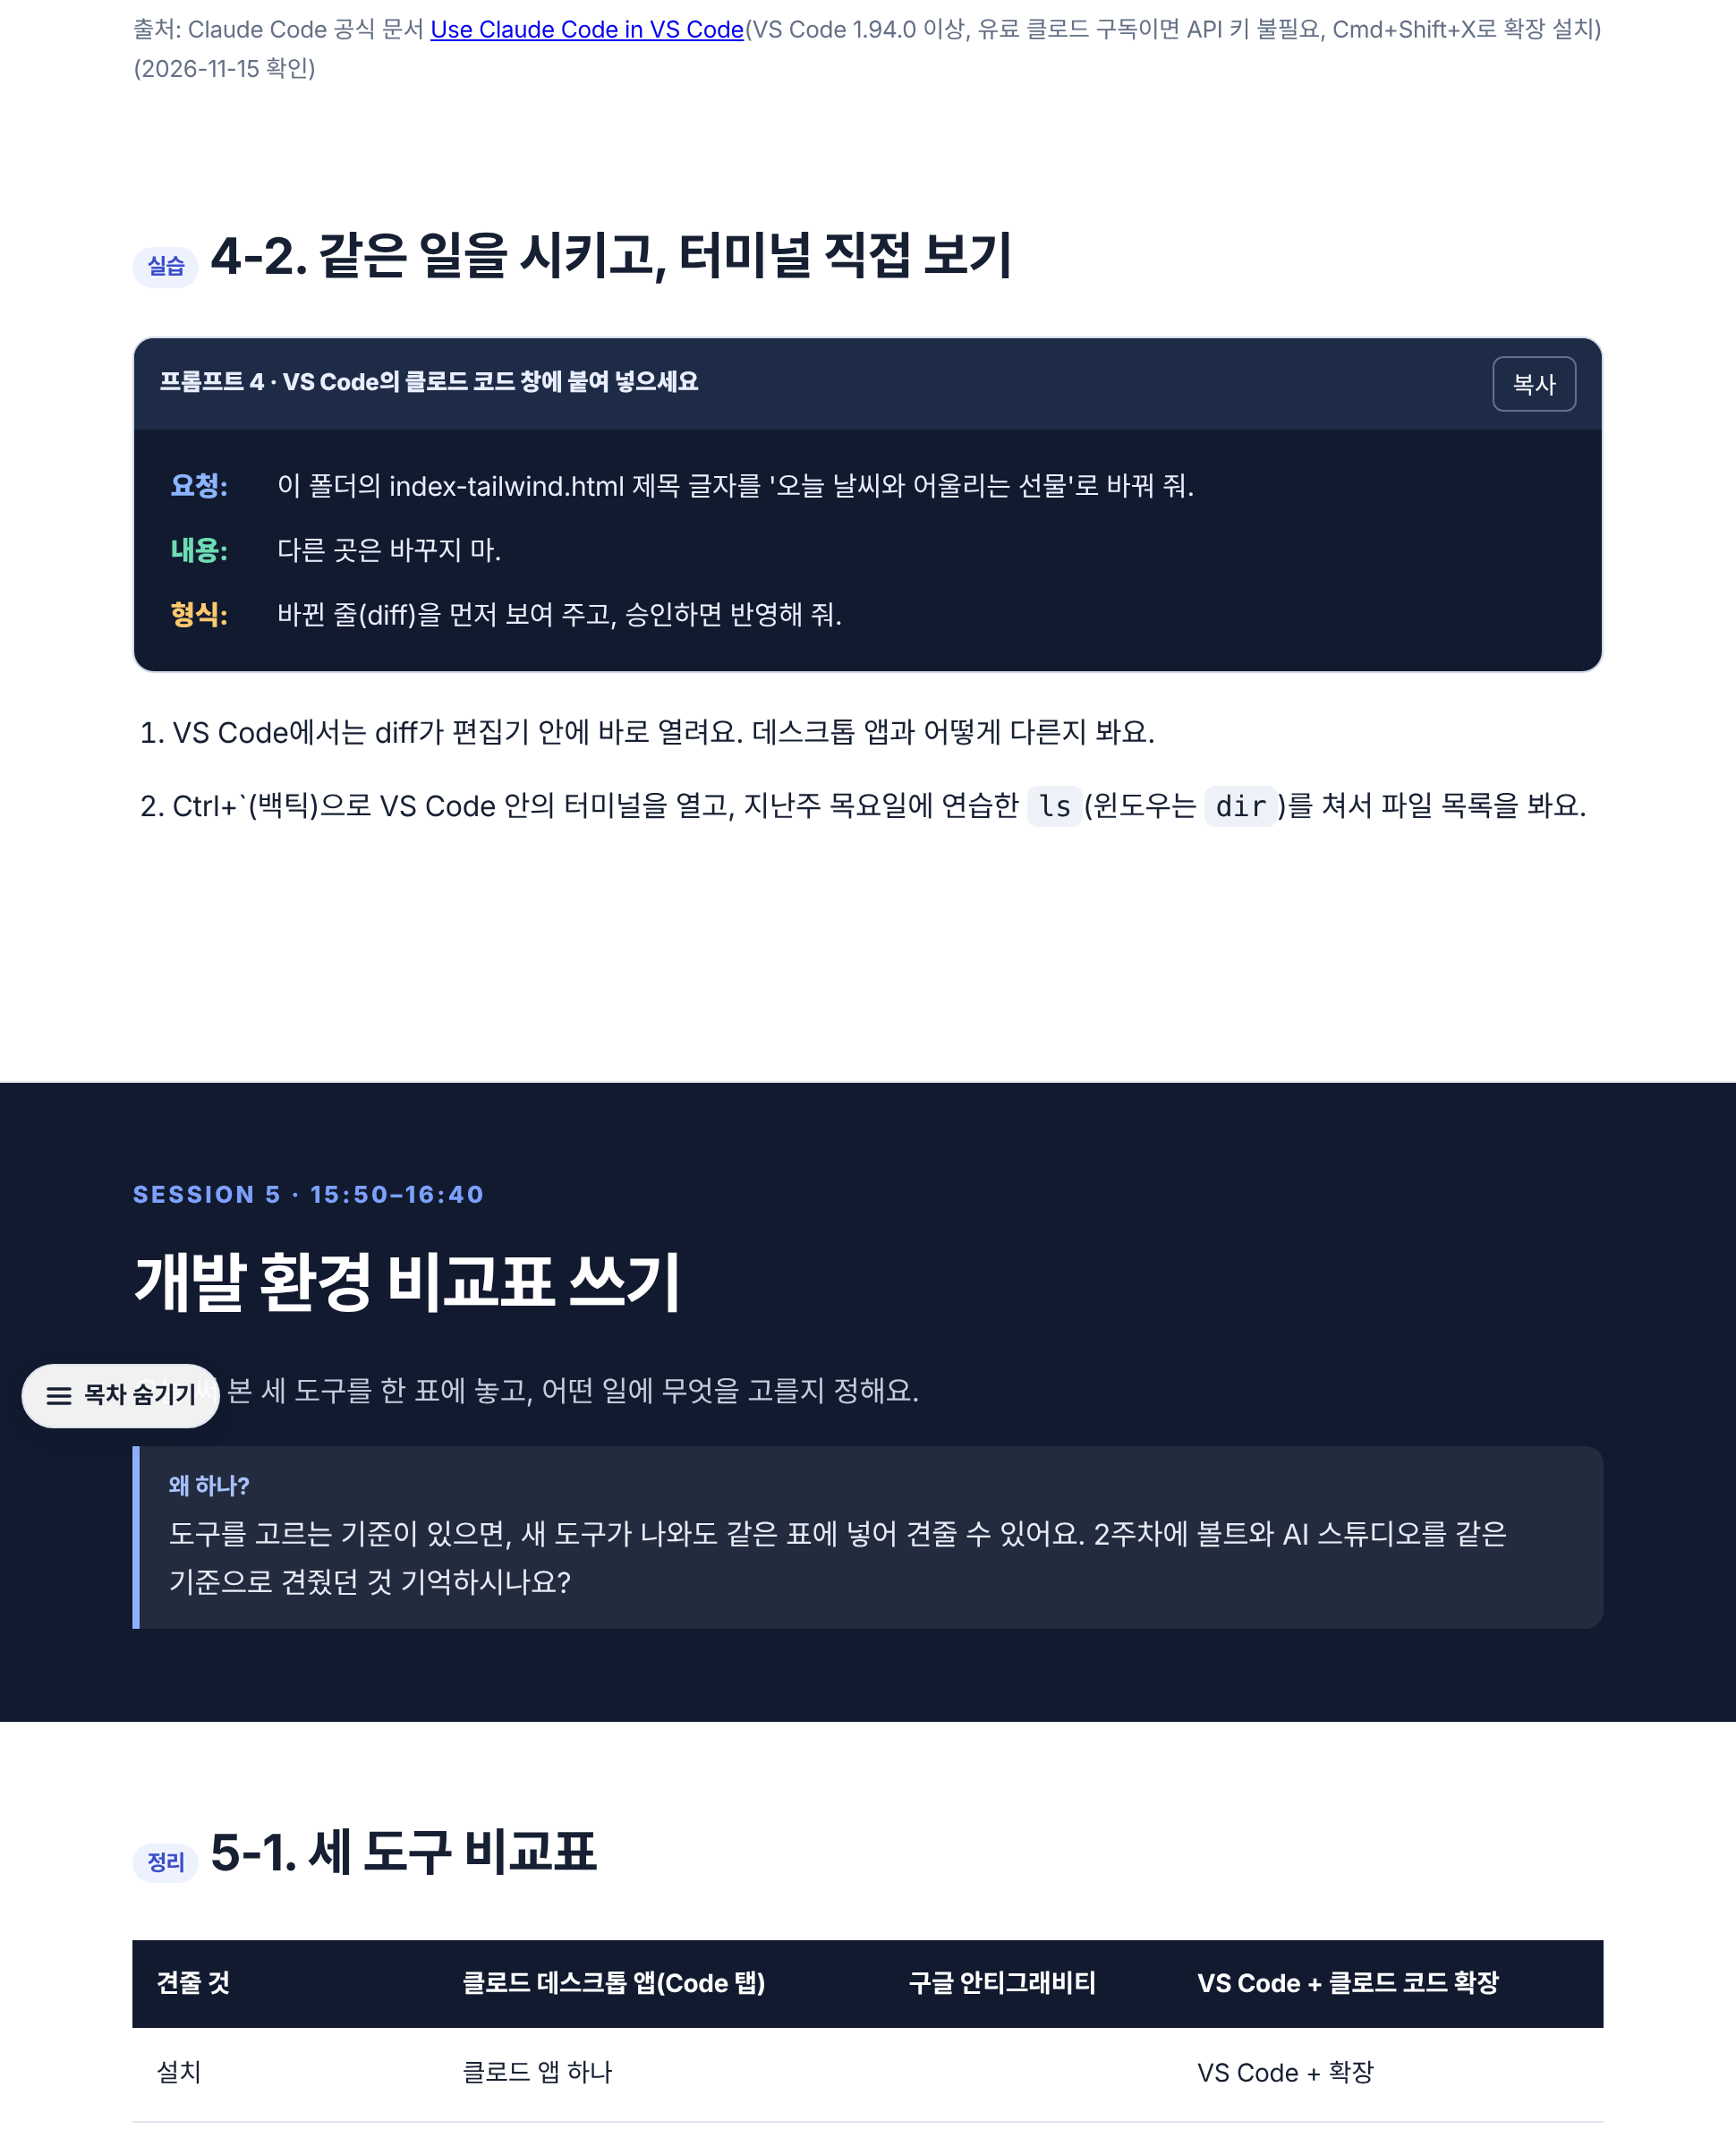 출처: Claude Code 공식 문서 Use Claude Code in VS Code(VS Code 1.94.0 이상, 유료 클로드 구독이면 API 키 불필요, Cmd+Shift+X로 확장 설치)
(2026-11-15 확인)
실습 4-2. 같은 일을 시키고, 터미널 직접 보기
프롬프트 4 · VS Code의 클로드 코드 창에 붙여 넣으세요 복사
요청: 이 폴더의 index-tailwind.html 제목 글자를 '오늘 날씨와 어울리는 선물'로 바꿔 줘.
내용: 다른 곳은 바꾸지 마.
형식: 바뀐 줄(diff)을 먼저 보여 주고, 승인하면 반영해 줘.
1. VS Code에서는 diff가 편집기 안에 바로 열려요. 데스크톱 앱과 어떻게 다른지 봐요.
2. Ctrl+`(백틱)으로 VS Code 안의 터미널을 열고, 지난주 목요일에 연습한 ls(윈도우는 dir)를 쳐서 파일 목록을 봐요.
SESSION 5 · 15:50–16:40
개발 환경 비교표 쓰기
목차 숨기기 본 세 도구를 한 표에 놓고, 어떤 일에 무엇을 고를지 정해요.
왜 하나?
도구를 고르는 기준이 있으면, 새 도구가 나와도 같은 표에 넣어 견줄 수 있어요. 2주차에 볼트와 AI 스튜디오를 같은
기준으로 견줬던 것 기억하시나요?
정리 5-1. 세 도구 비교표
견줄 것 클로드 데스크톱 앱(Code 탭) 구글 안티그래비티 VS Code + 클로드 코드 확장
설치 클로드 앱 하나 VS Code + 확장